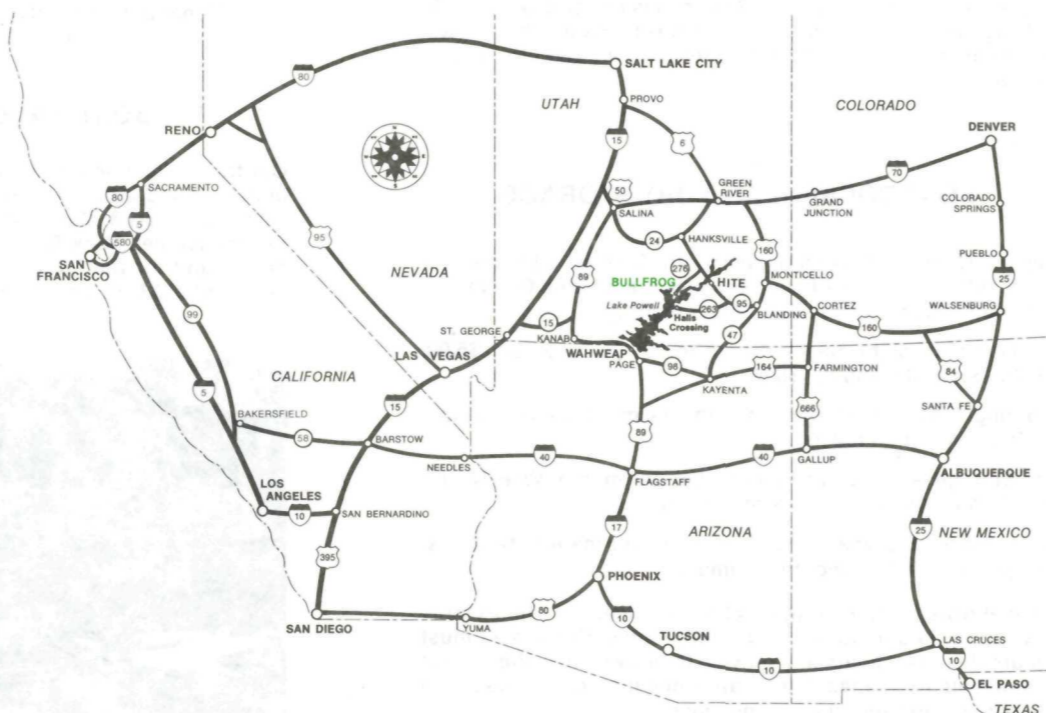 SALT LAKE CITY
80
UTAH
PROVO
COLORADO
RENO
15
6
DENVER
SACRAMENTO
80
5
580
50
SALINA
GREEN
RIVER
GRAND
JUNCTION
70
COLORADO
SPRINGS
95
24
HANKSVILLE
160
SAN
FRANCISCO
NEVADA
89
BULLFROG
276
HITE
MONTICELLO
PUEBLO
25
99
Lake Powell
263
95
Halls
Crossing
BLANDING
CORTEZ
WALSENBURG
ST. GEORGE
15
KANAB
WAHWEAP
47
160
LAS VEGAS
PAGE
98
KAYENTA
164
FARMINGTON
84
CALIFORNIA
5
15
BAKERSFIELD
58
BARSTOW
89
666
SANTA FE
NEEDLES
40
FLAGSTAFF
40
GALLUP
ALBUQUERQUE
LOS
ANGELES
10
SAN BERNARDINO
17
ARIZONA
25
NEW MEXICO
395
PHOENIX
SAN DIEGO
YUMA
80
10
TUCSON
10
LAS CRUCES
10
EL PASO
TEXAS